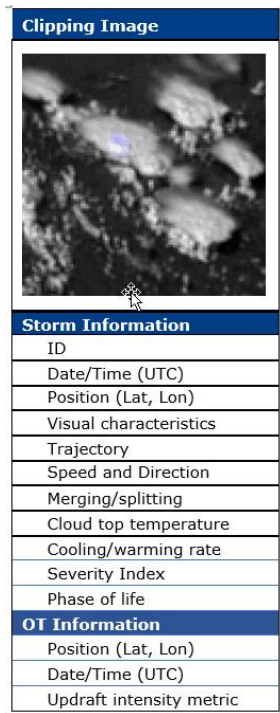 Clipping Image
Storm Information
ID
Date/Time (UTC)
Position (Lat, Lon)
Visual characteristics
Trajectory
Speed and Direction
Merging/splitting
Cloud top temperature
Cooling/warming rate
Severity Index
Phase of life
OT Information
Position (Lat, Lon)
Date/Time (UTC)
Updraft intensity metric